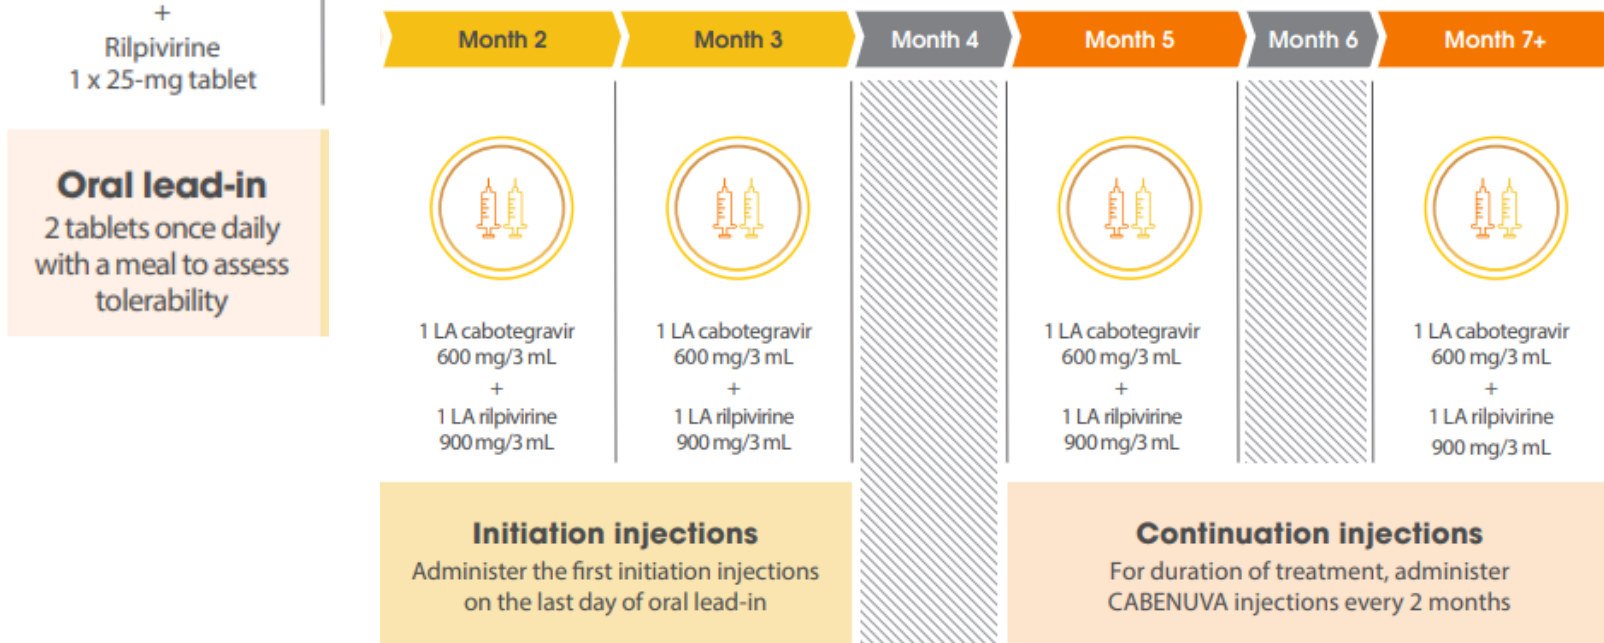 +
Rilpivirine
1 x 25-mg tablet
Oral lead-in
2 tablets once daily
with a meal to assess
tolerability
Month 2
Month 3
Month 4
Month 5
Month 6
Month 7+
1 LA cabotegravir
600 mg/3 mL
+
1 LA rilpivirine
900 mg/3 mL
1 LA cabotegravir
600 mg/3 mL
+
1 LA rilpivirine
900 mg/3 mL
1 LA cabotegravir
600 mg/3 mL
+
1 LA rilpivirine
900 mg/3 mL
1 LA cabotegravir
600 mg/3 mL
+
1 LA rilpivirine
900 mg/3 mL
Initiation injections
Administer the first initiation injections
on the last day of oral lead-in
Continuation injections
For duration of treatment, administer
CABENUVA injections every 2 months